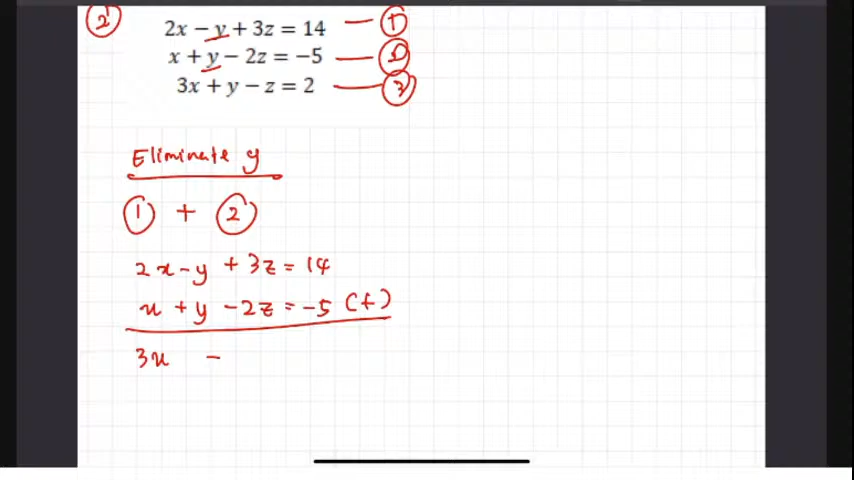 ②
2x − y + 3z = 14 — ①
x + y − 2z = −5 — ②
3x + y − z = 2 — ③
Eliminate y
① + ②
2x − y + 3z = 14
x + y − 2z = −5 (+)
3x −